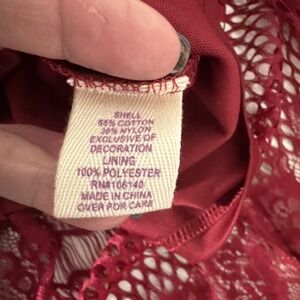 SHELL
65% COTTON
35% NYLON
EXCLUSIVE OF
DECORATION
LINING
100% POLYESTER
RN#106140
MADE IN CHINA
OVER FOR CARE